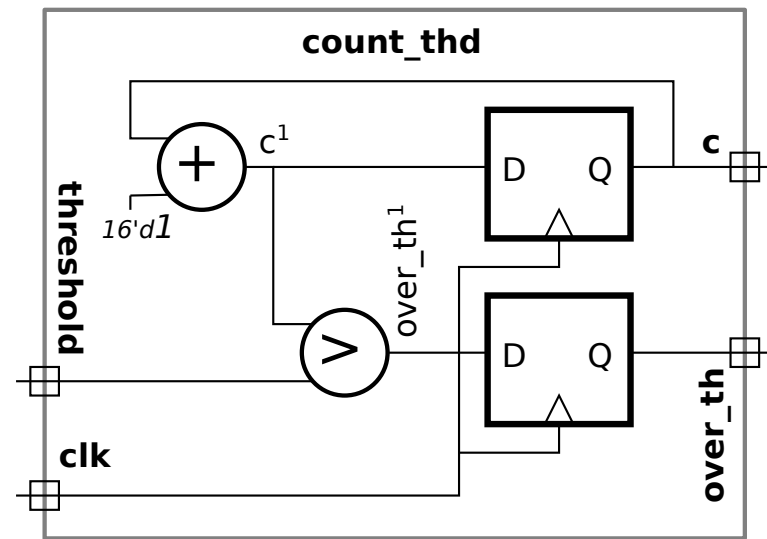 count_thd
+
c¹
D
Q
c
16'd1
threshold
over_th¹
>
D
Q
over_th
clk